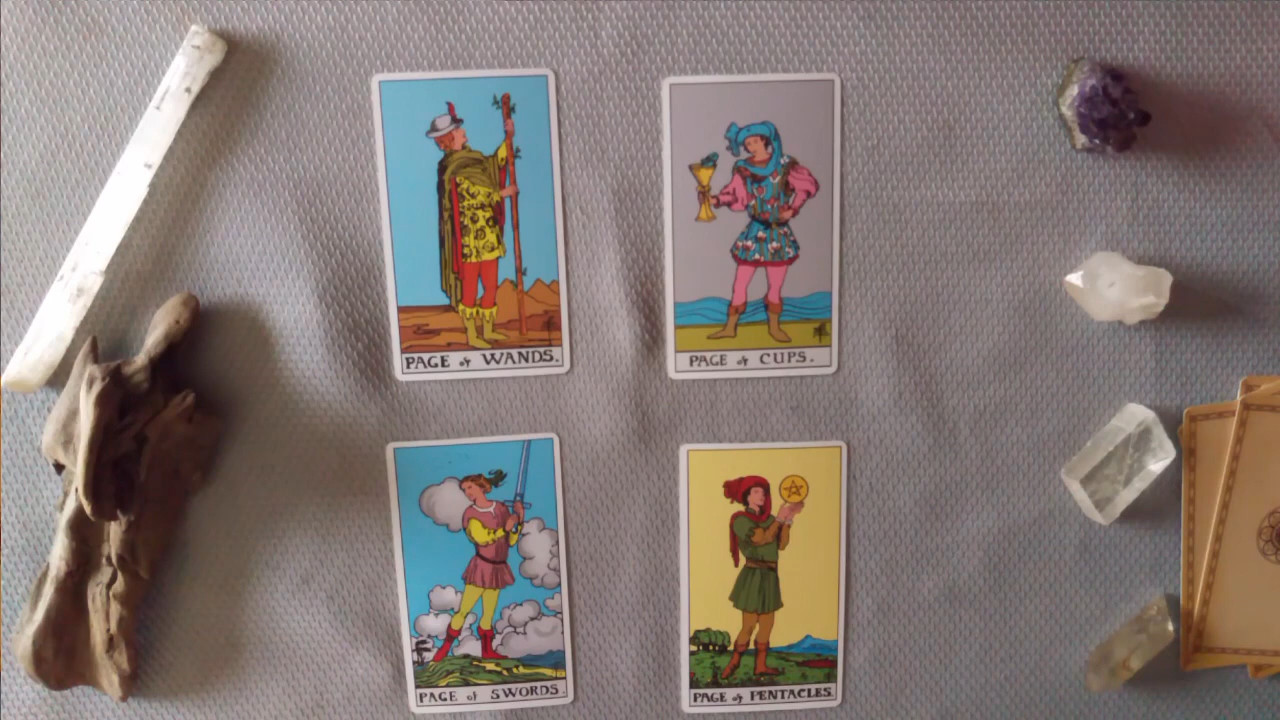 PAGE of WANDS.
PAGE of CUPS.
PAGE of SWORDS.
PAGE of PENTACLES.